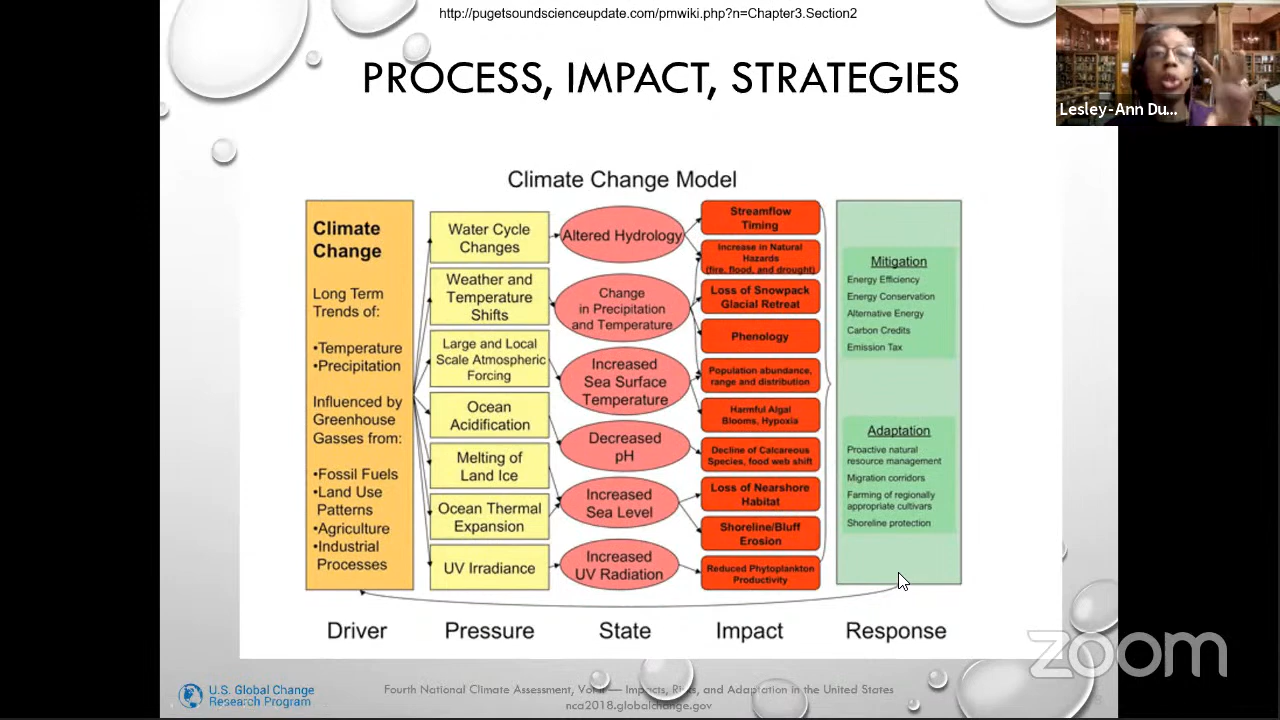 http://pugetsoundscienceupdate.com/pmwiki.php?n=Chapter3.Section2
PROCESS, IMPACT, STRATEGIES
Lesley-Ann Du...
Climate Change Model
Climate
Change
Long Term
Trends of:
•Temperature
•Precipitation
Influenced by
Greenhouse
Gasses from:
•Fossil Fuels
•Land Use
Patterns
•Agriculture
•Industrial
Processes
Driver
Water Cycle
Changes
Weather and
Temperature
Shifts
Large and Local
Scale Atmospheric
Forcing
Ocean
Acidification
Melting of
Land Ice
Ocean Thermal
Expansion
UV Irradiance
Pressure
Altered Hydrology
Change
in Precipitation
and Temperature
Increased
Sea Surface
Temperature
Decreased
pH
Increased
Sea Level
Increased
UV Radiation
State
Streamflow
Timing
Increase in Natural
Hazards
(fire, flood, and drought)
Loss of Snowpack
Glacial Retreat
Phenology
Population abundance,
range and distribution
Harmful Algal
Blooms, Hypoxia
Decline of Calcareous
Species, food web shift
Loss of Nearshore
Habitat
Shoreline/Bluff
Erosion
Reduced Phytoplankton
Productivity
Impact
Mitigation
Energy Efficiency
Energy Conservation
Alternative Energy
Carbon Credits
Emission Tax
Adaptation
Proactive natural
resource management
Migration corridors
Farming of regionally
appropriate cultivars
Shoreline protection
Response
zoom
U.S. Global Change
Research Program
Fourth National Climate Assessment, Vol II — Impacts, Risks, and Adaptation in the United States
nca2018.globalchange.gov